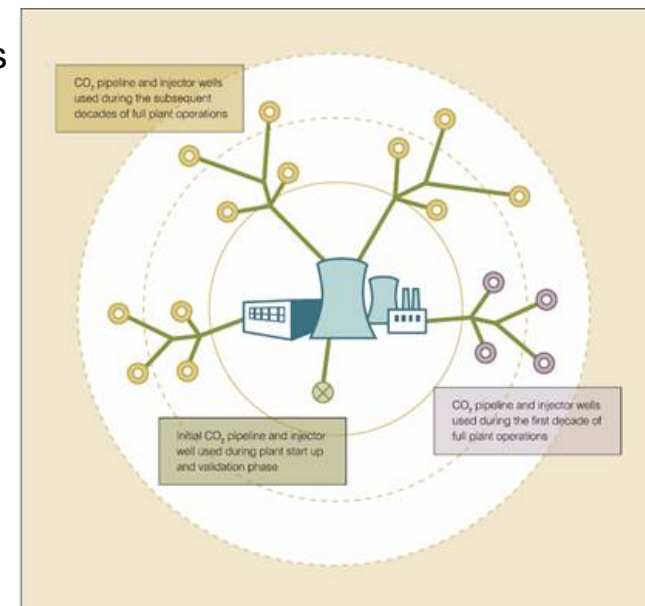 s
CO₂ pipeline and injector wells
used during the subsequent
decades of full plant operations
CO₂ pipeline and injector wells
used during the first decade of
full plant operations
Initial CO₂ pipeline and injector
well used during plant start up
and validation phase